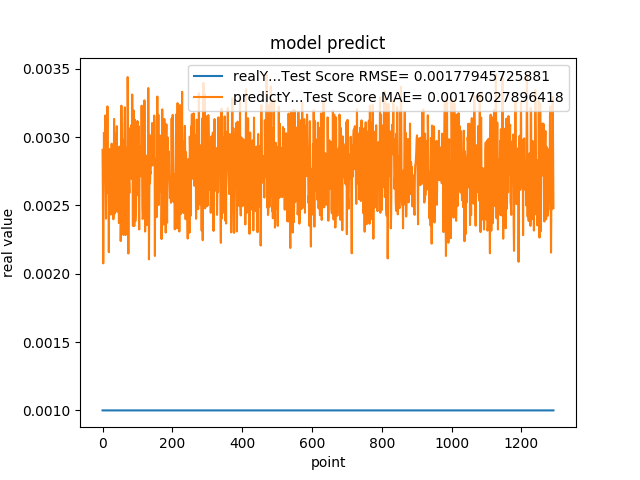 model predict
realY...Test Score RMSE= 0.00177945725881
predictY...Test Score MAE= 0.00176027896418
0.0035
0.0030
0.0025
0.0020
0.0015
0.0010
real value
0 200 400 600 800 1000 1200
point